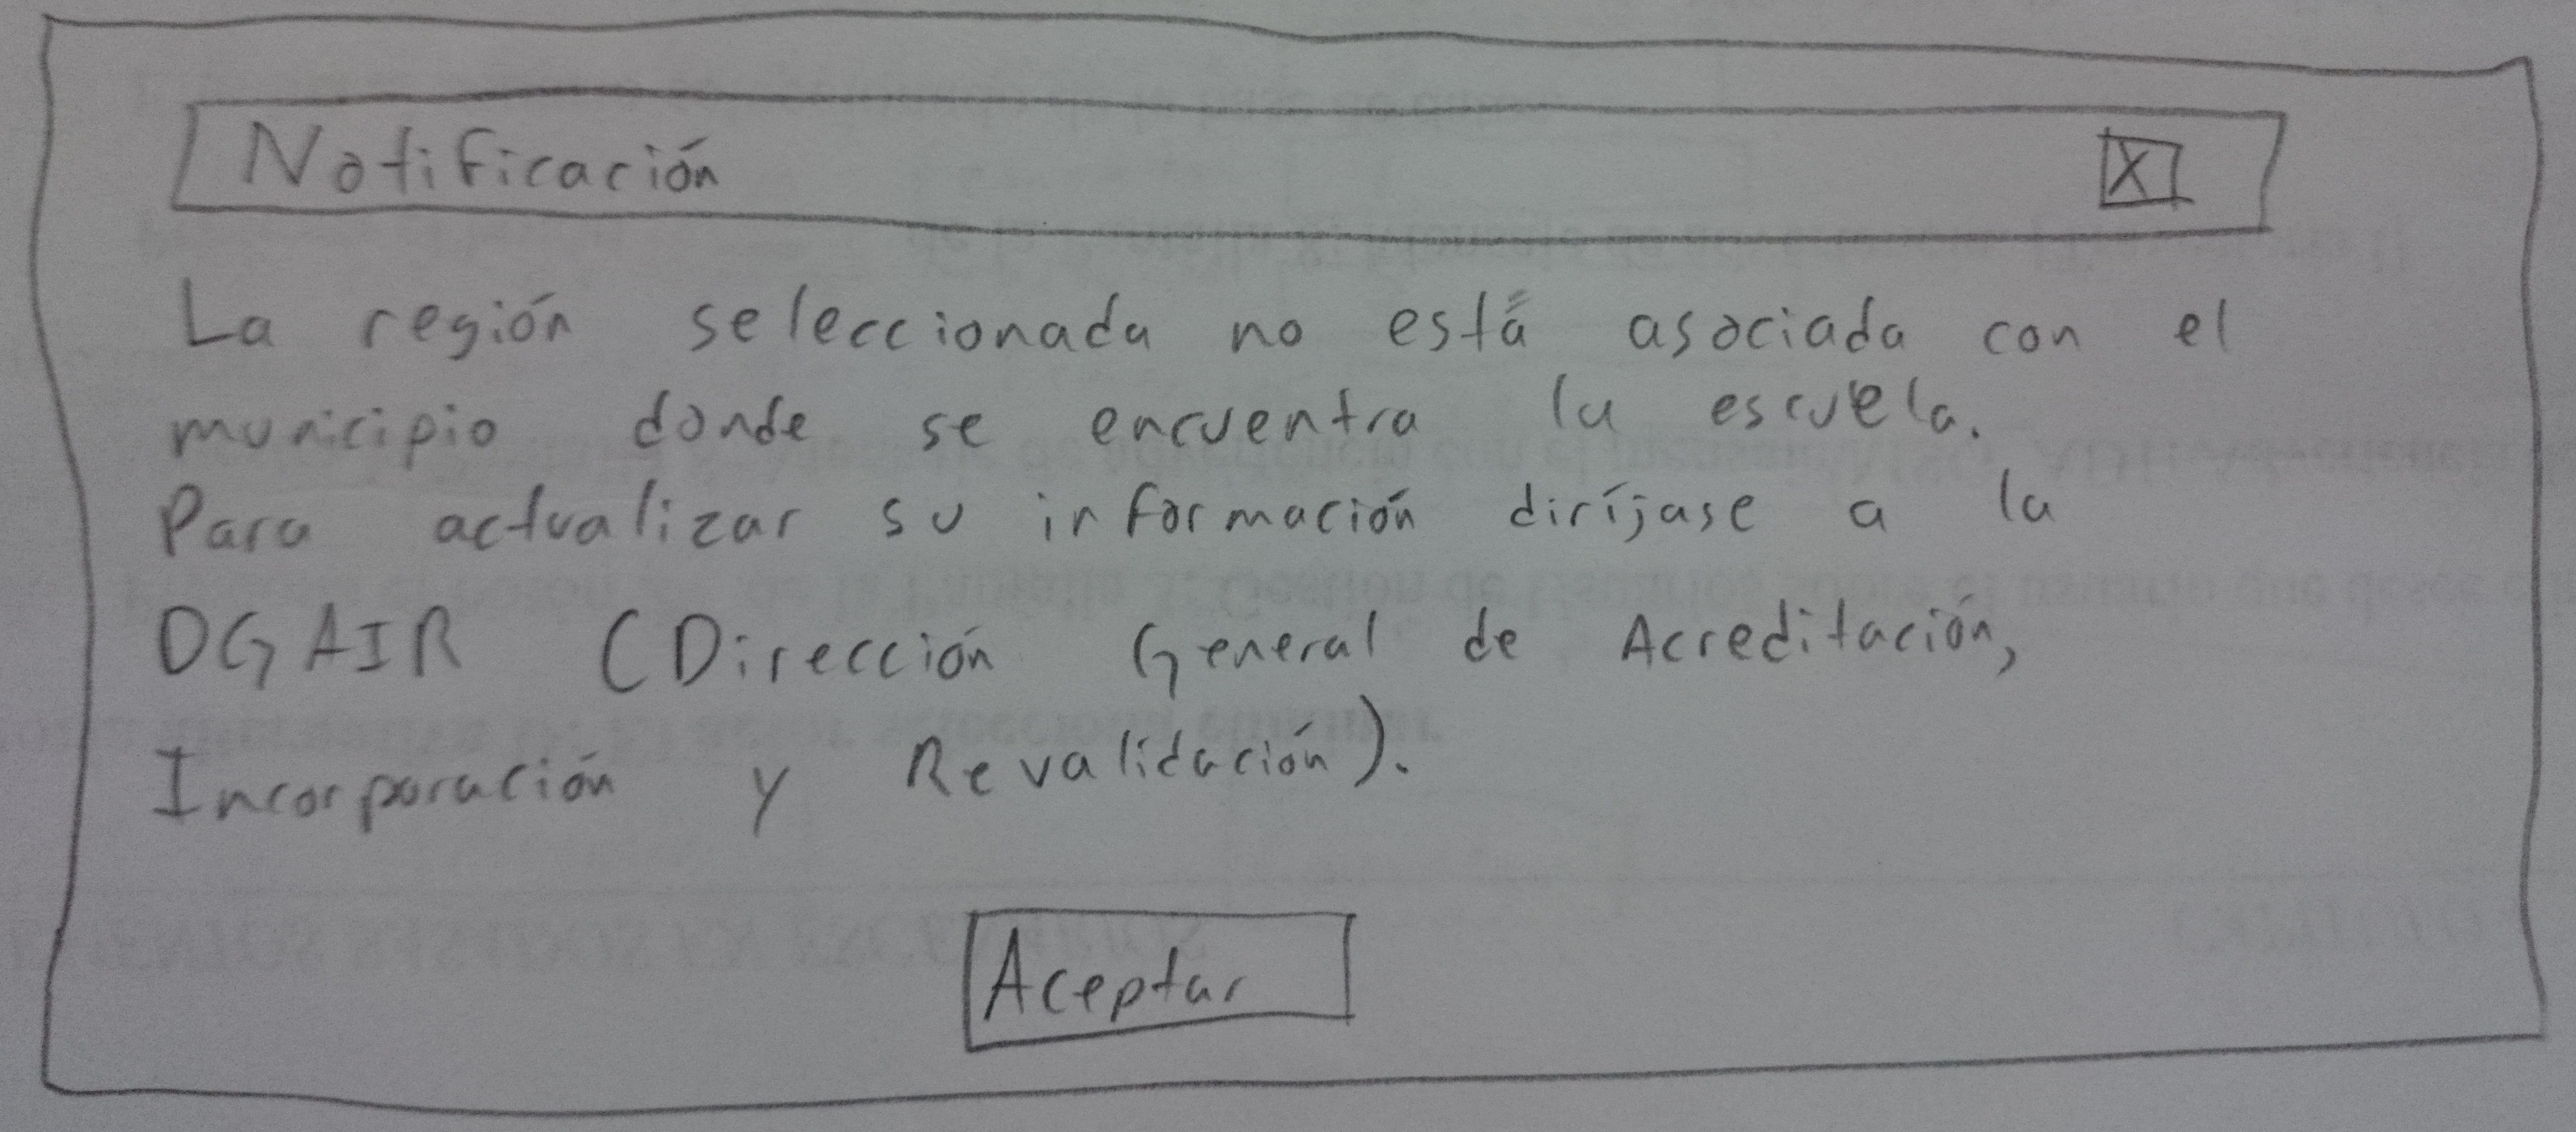 Notificación X
La región seleccionada no está asociada con el
municipio donde se encuentra la escuela.
Para actualizar su información diríjase a la
DGAIR (Dirección General de Acreditación,
Incorporación y Revalidación).
Aceptar